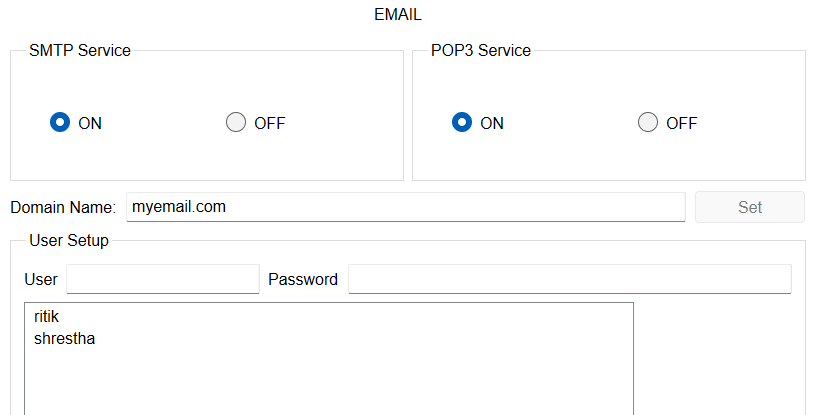 EMAIL
SMTP Service
POP3 Service
ON
OFF
ON
OFF
Domain Name: myemail.com Set
User Setup
User Password
ritik
shrestha